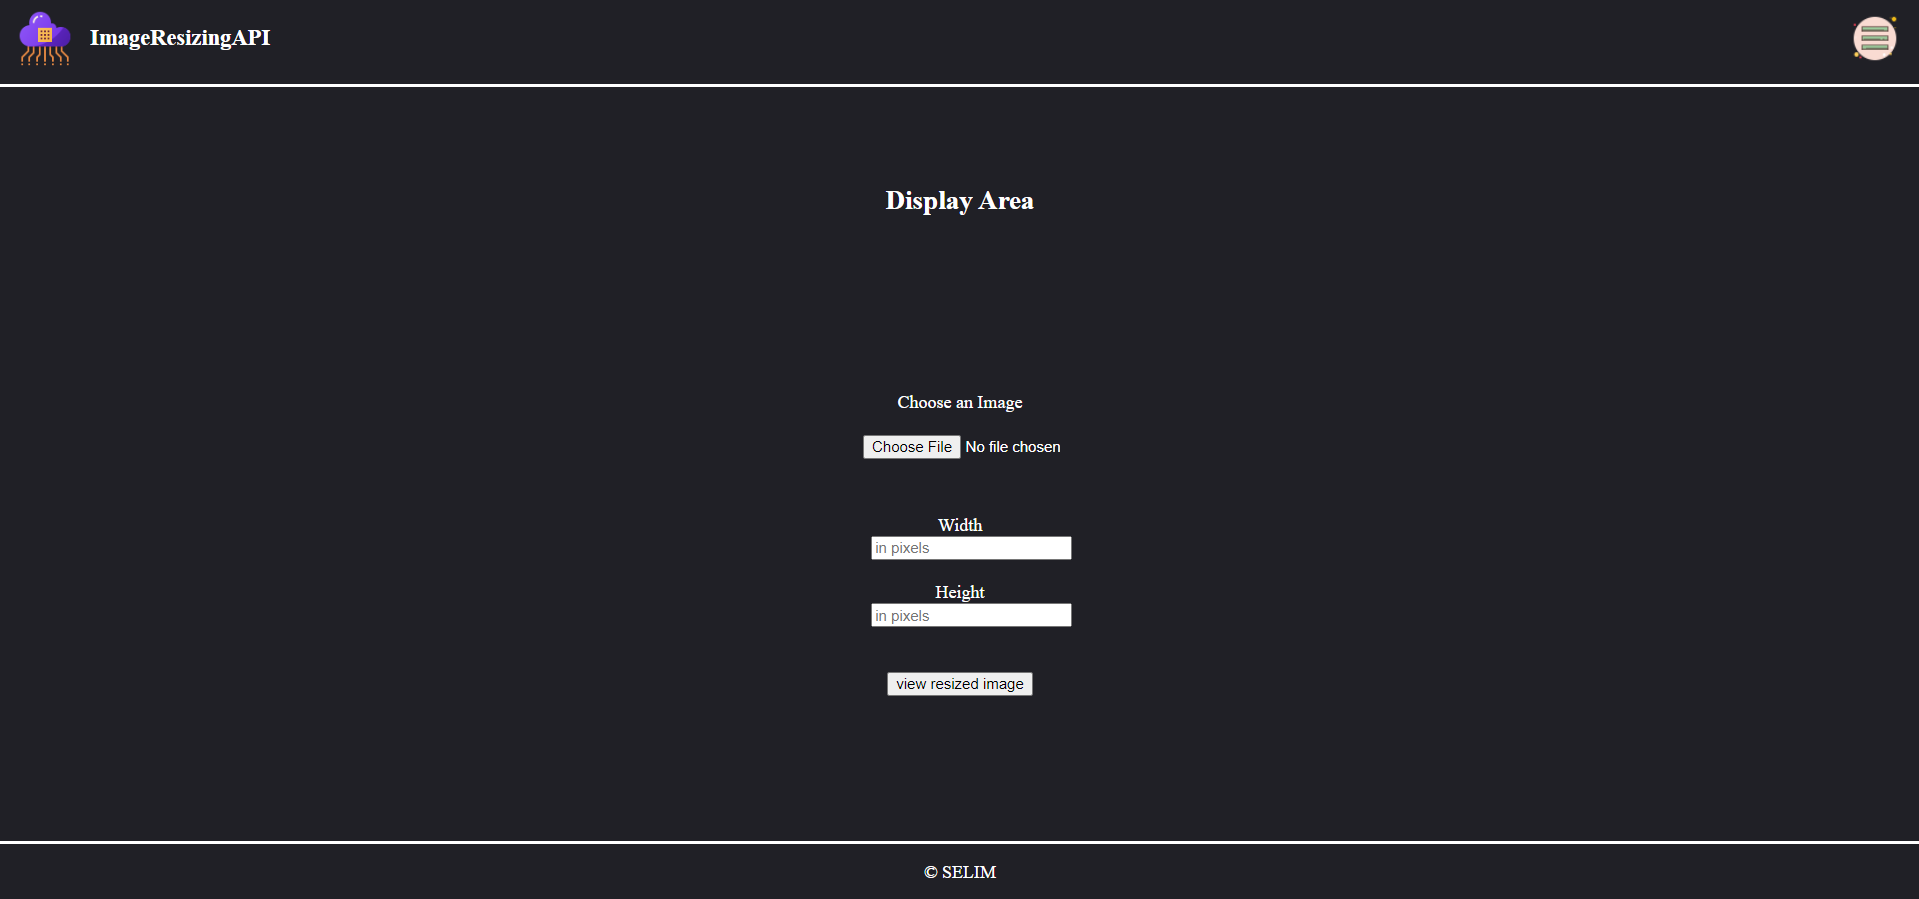 ImageResizingAPI
Display Area
Choose an Image
Choose File No file chosen
Width
in pixels
Height
in pixels
view resized image
© SELIM